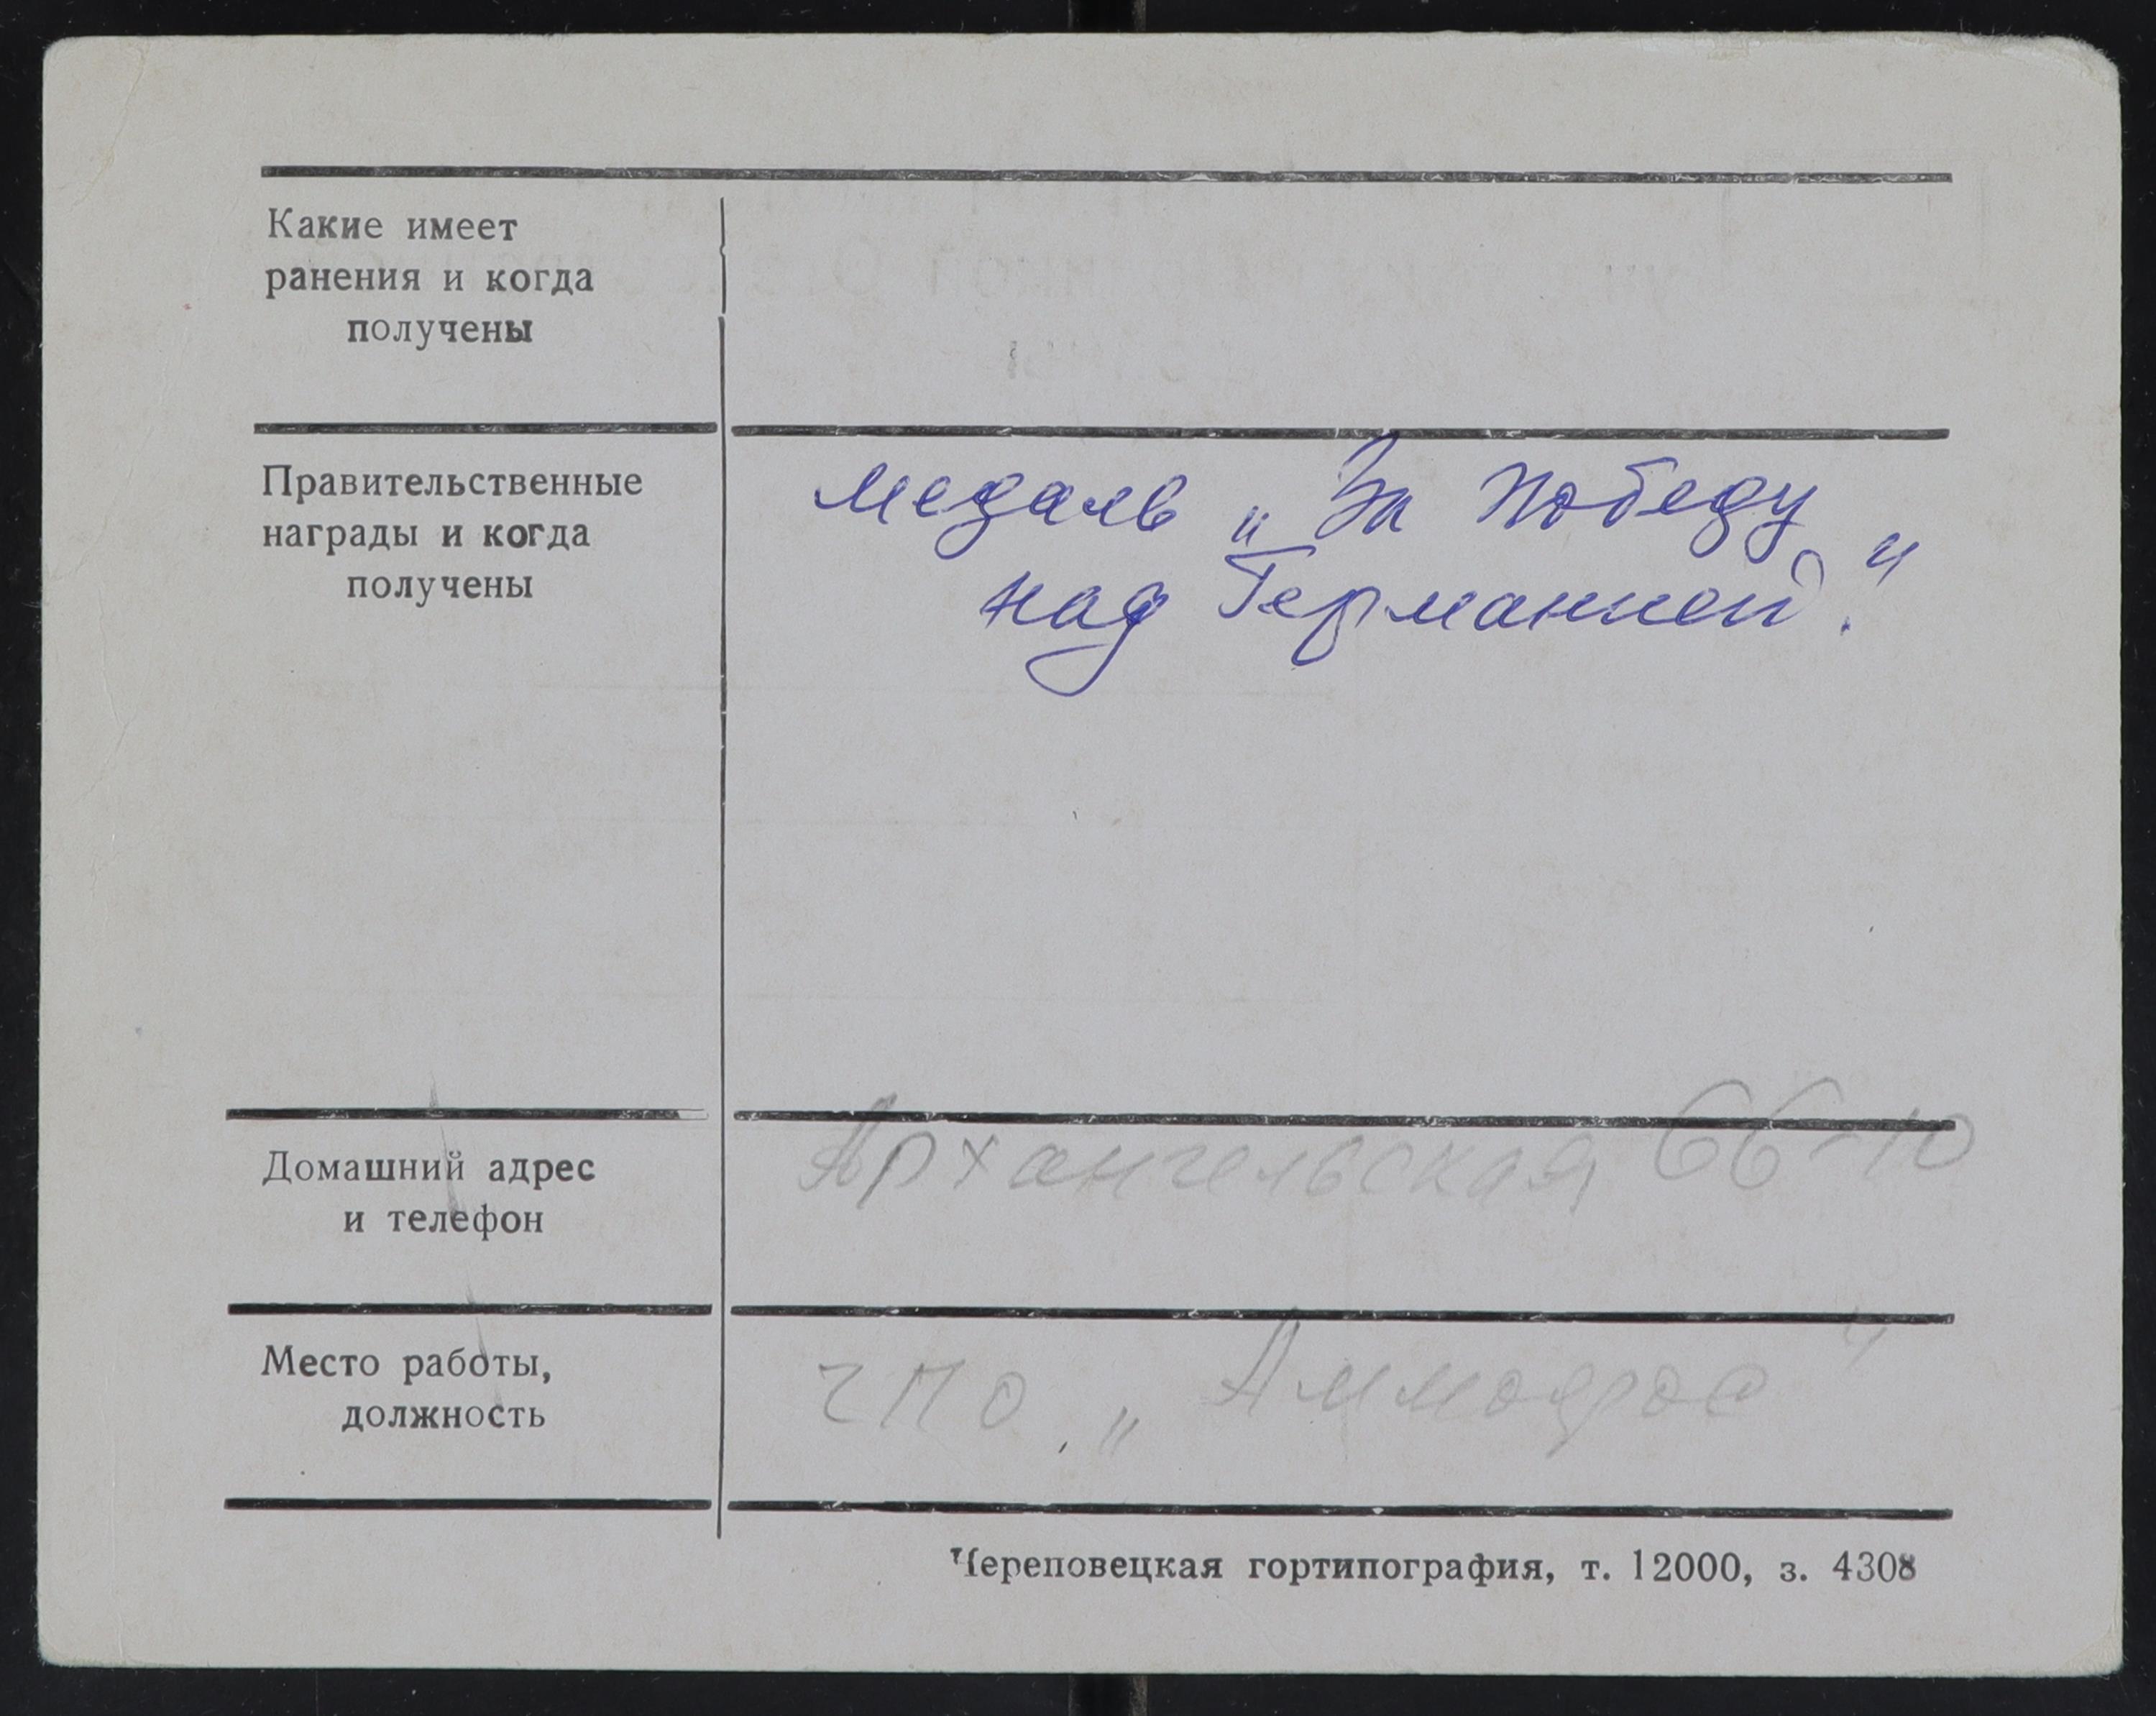 Какие имеет
ранения и когда
получены
Правительственные
награды и когда
получены
медаль „За Победу
над Германией."
Домашний адрес
и телефон
Архангельская 66-10
Место работы,
должность
ЧПО „Аммофос"
Череповецкая гортипография, т. 12000, з. 4308